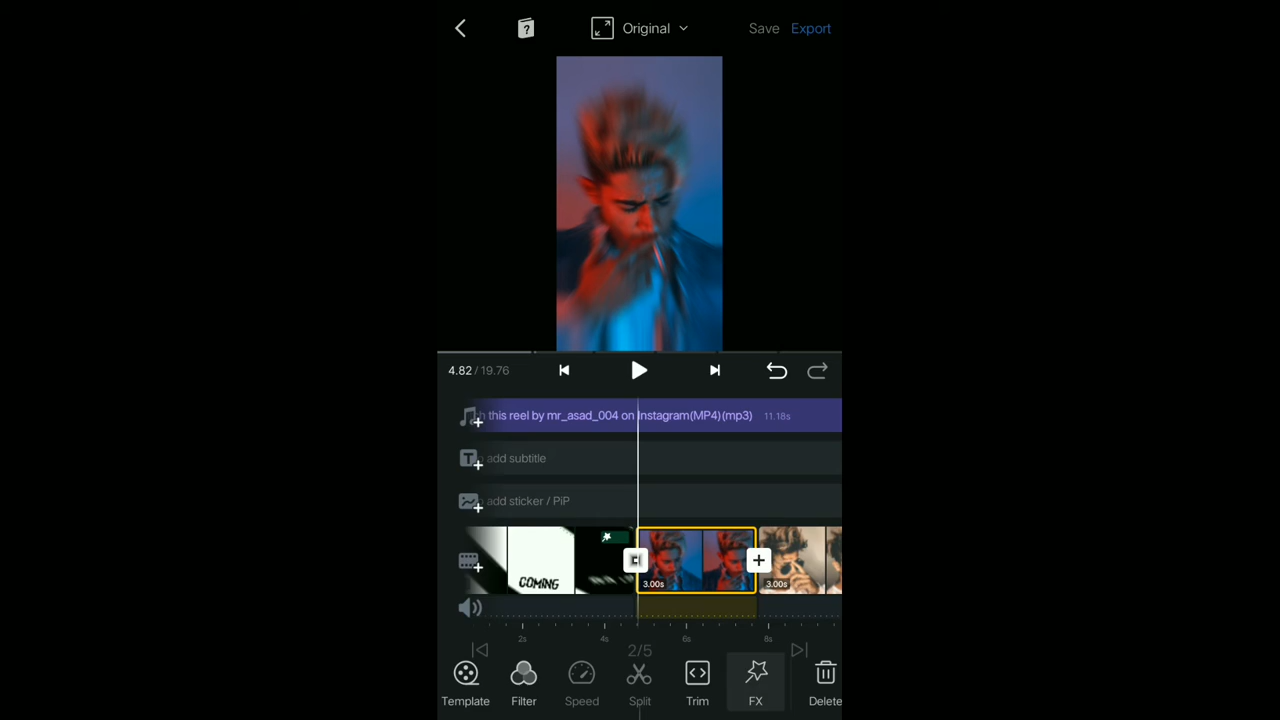 ?
Original
Save
Export
4.82 / 19.76
h this reel by mr_asad_004 on Instagram(MP4)(mp3)
11.18s
add subtitle
add sticker / PiP
COMING
3.00s
3.00s
2s
4s
6s
8s
2/5
Template
Filter
Speed
Split
Trim
FX
Delete